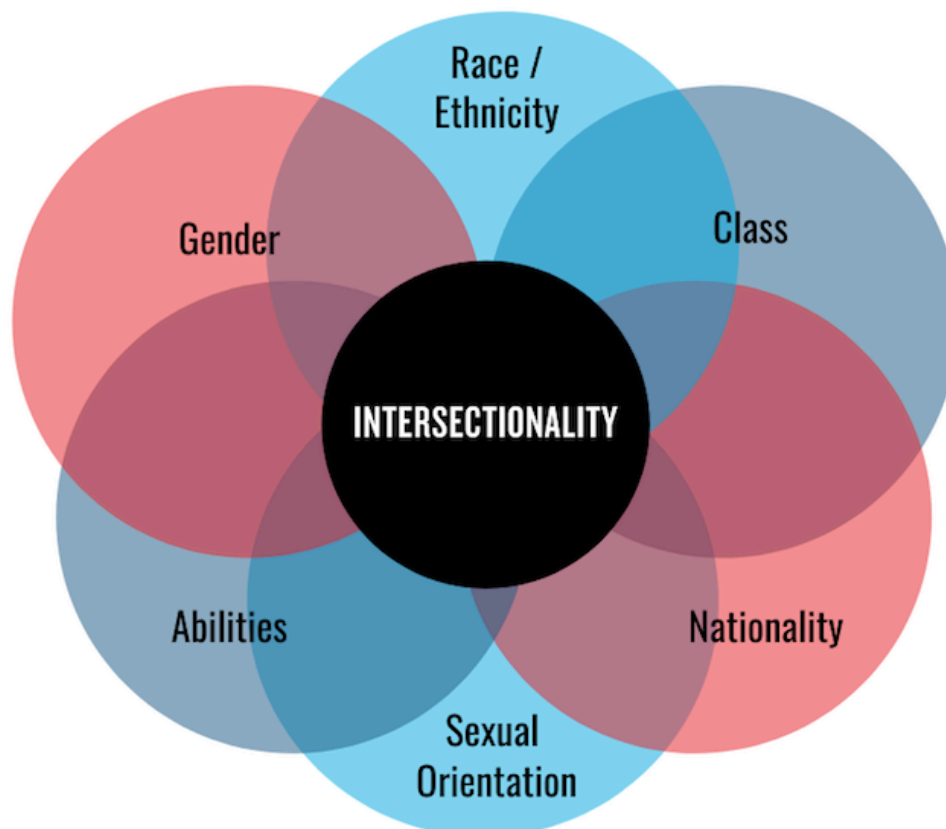 Race /
Ethnicity
Gender
Class
INTERSECTIONALITY
Abilities
Nationality
Sexual
Orientation